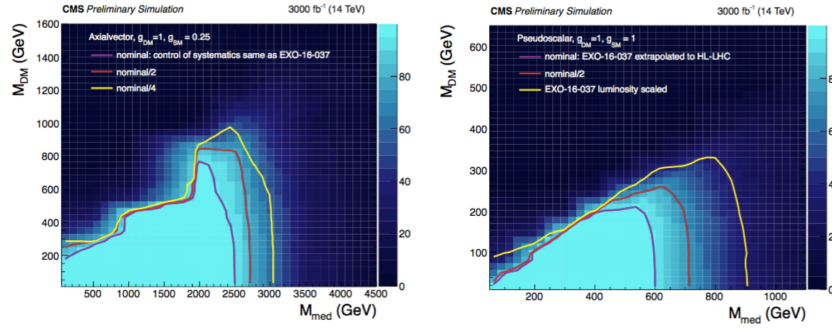 CMS Preliminary Simulation 3000 fb⁻¹ (14 TeV)
Axialvector, g_DM=1, g_SM = 0.25
nominal: control of systematics same as EXO-16-037
nominal/2
nominal/4
M_DM (GeV)
1600
1400
1200
1000
800
600
400
200
500 1000 1500 2000 2500 3000 3500 4000 4500
M_med (GeV)
80
60
40
20
0
CMS Preliminary Simulation 3000 fb⁻¹ (14 TeV)
Pseudoscalar, g_DM=1, g_SM = 1
nominal: EXO-16-037 extrapolated to HL-LHC
nominal/2
EXO-16-037 luminosity scaled
M_DM (GeV)
600
500
400
300
200
100
200 400 600 800 1000
M_med (GeV)
0